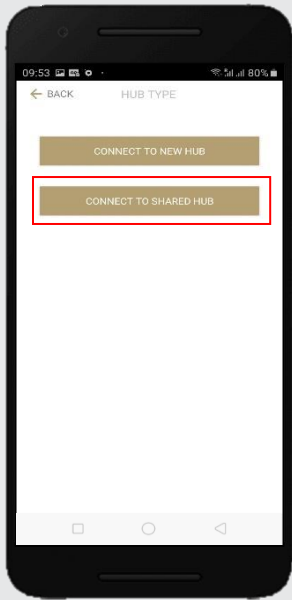 09:53 80%
BACK HUB TYPE
CONNECT TO NEW HUB
CONNECT TO SHARED HUB